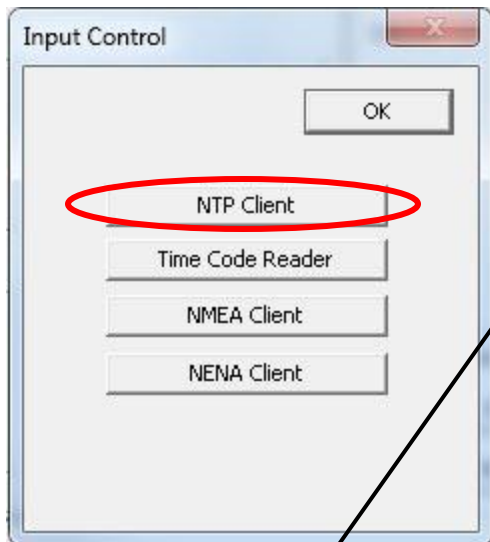 Input Control
OK
NTP Client
Time Code Reader
NMEA Client
NENA Client